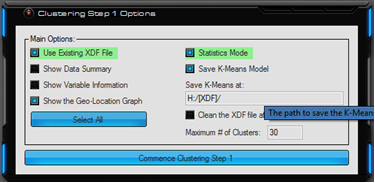 Clustering Step 1 Options
Main Options:
Use Existing XDF File
Statistics Mode
Show Data Summary
Save K-Means Model
Show Variable Information
Save K-Means at:
Show the Geo-Location Graph
H:/[XDF]/
The path to save the K-Mean
Select All
Clean the XDF file
Maximum # of Clusters:
30
Commence Clustering Step 1